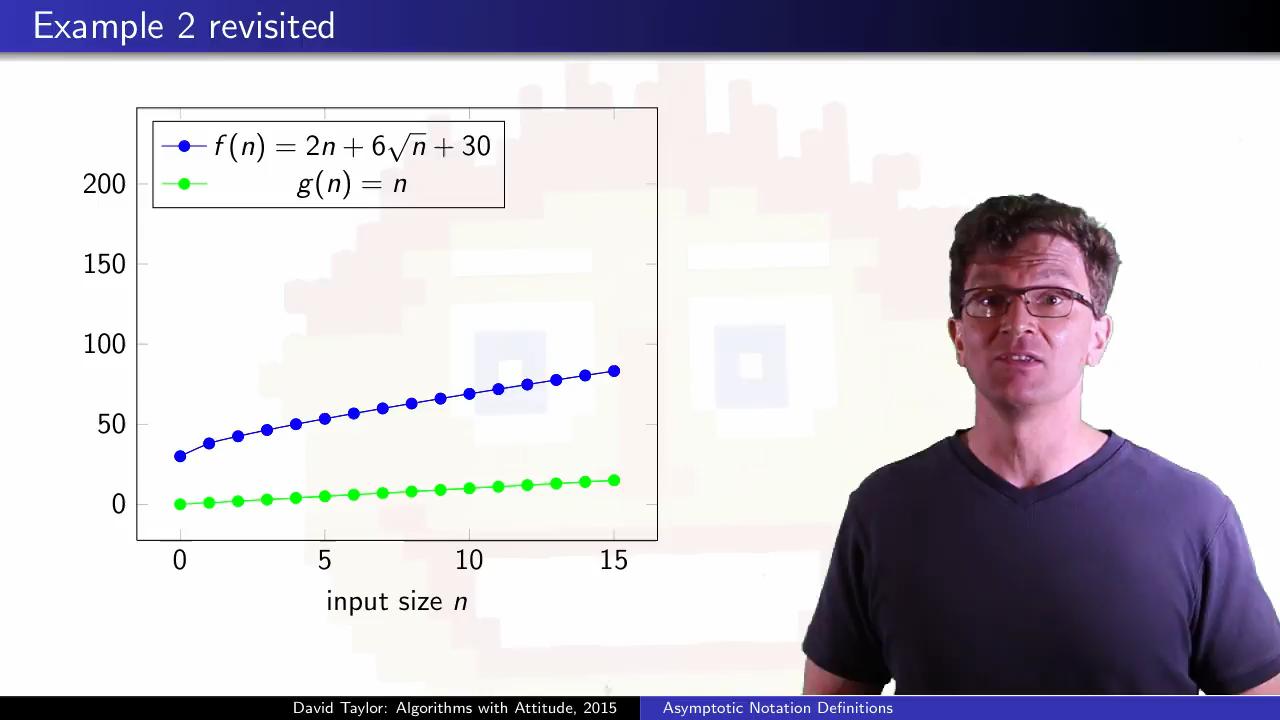 Example 2 revisited
f(n) = 2n + 6√n + 30
g(n) = n
200
150
100
50
0
0 5 10 15
input size n
David Taylor: Algorithms with Attitude, 2015 Asymptotic Notation Definitions